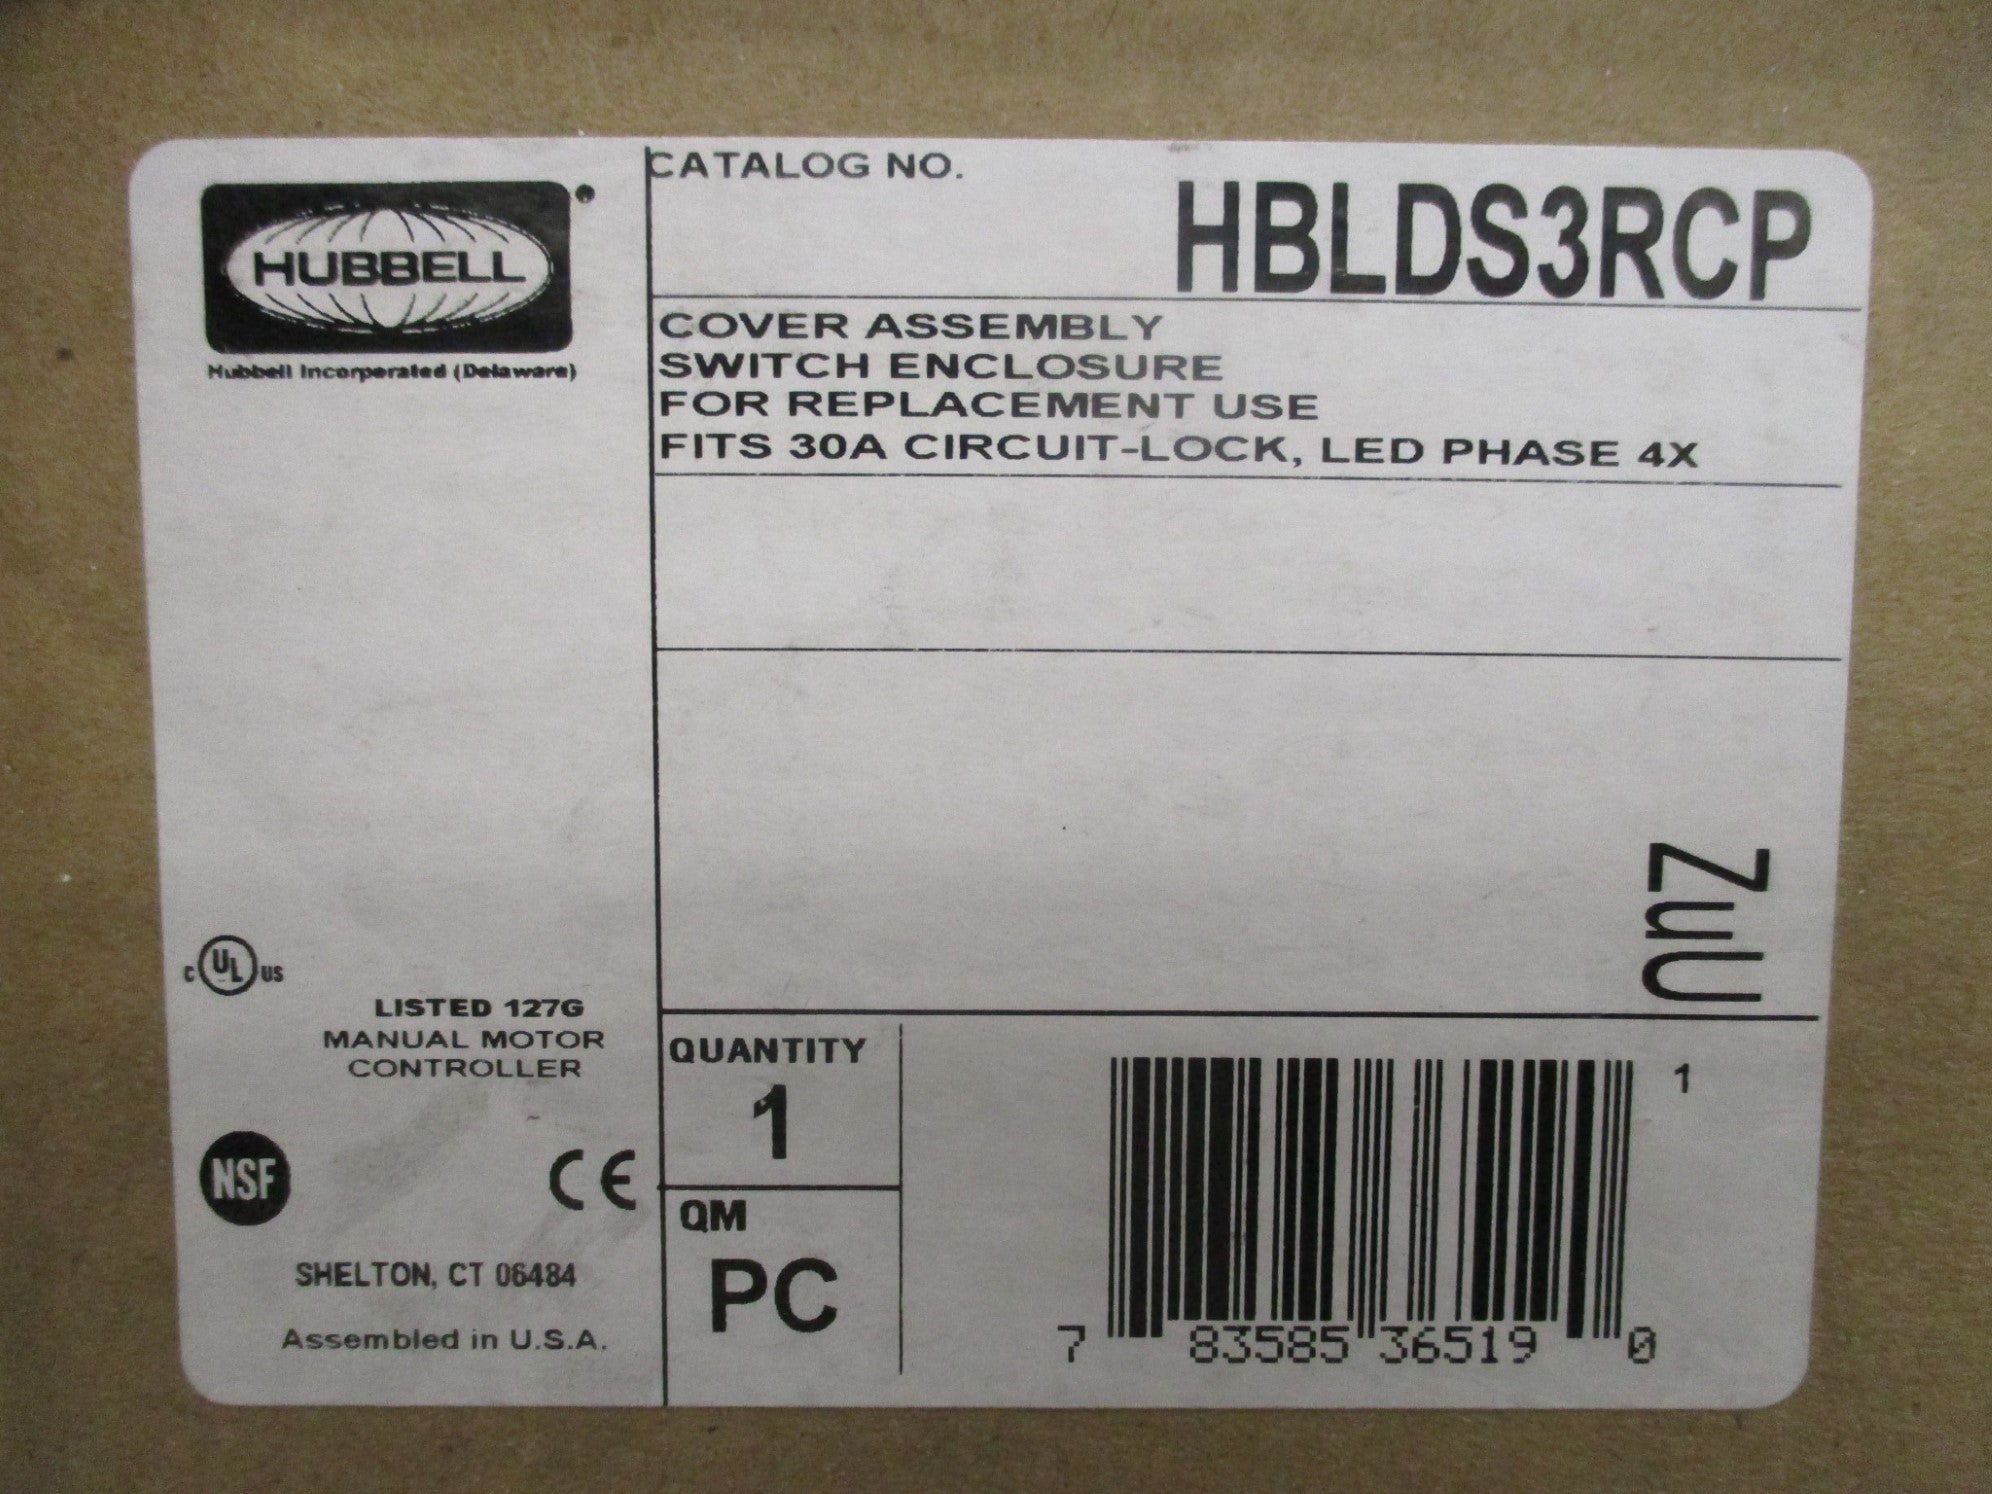 HUBBELL
Hubbell Incorporated (Delaware)
CATALOG NO.
HBLDS3RCP
COVER ASSEMBLY
SWITCH ENCLOSURE
FOR REPLACEMENT USE
FITS 30A CIRCUIT-LOCK, LED PHASE 4X
ZuU
c UL us
LISTED 127G
MANUAL MOTOR
CONTROLLER
NSF
CE
SHELTON, CT 06484
Assembled in U.S.A.
QUANTITY
1
QM
PC
1
7 83585 36519 0